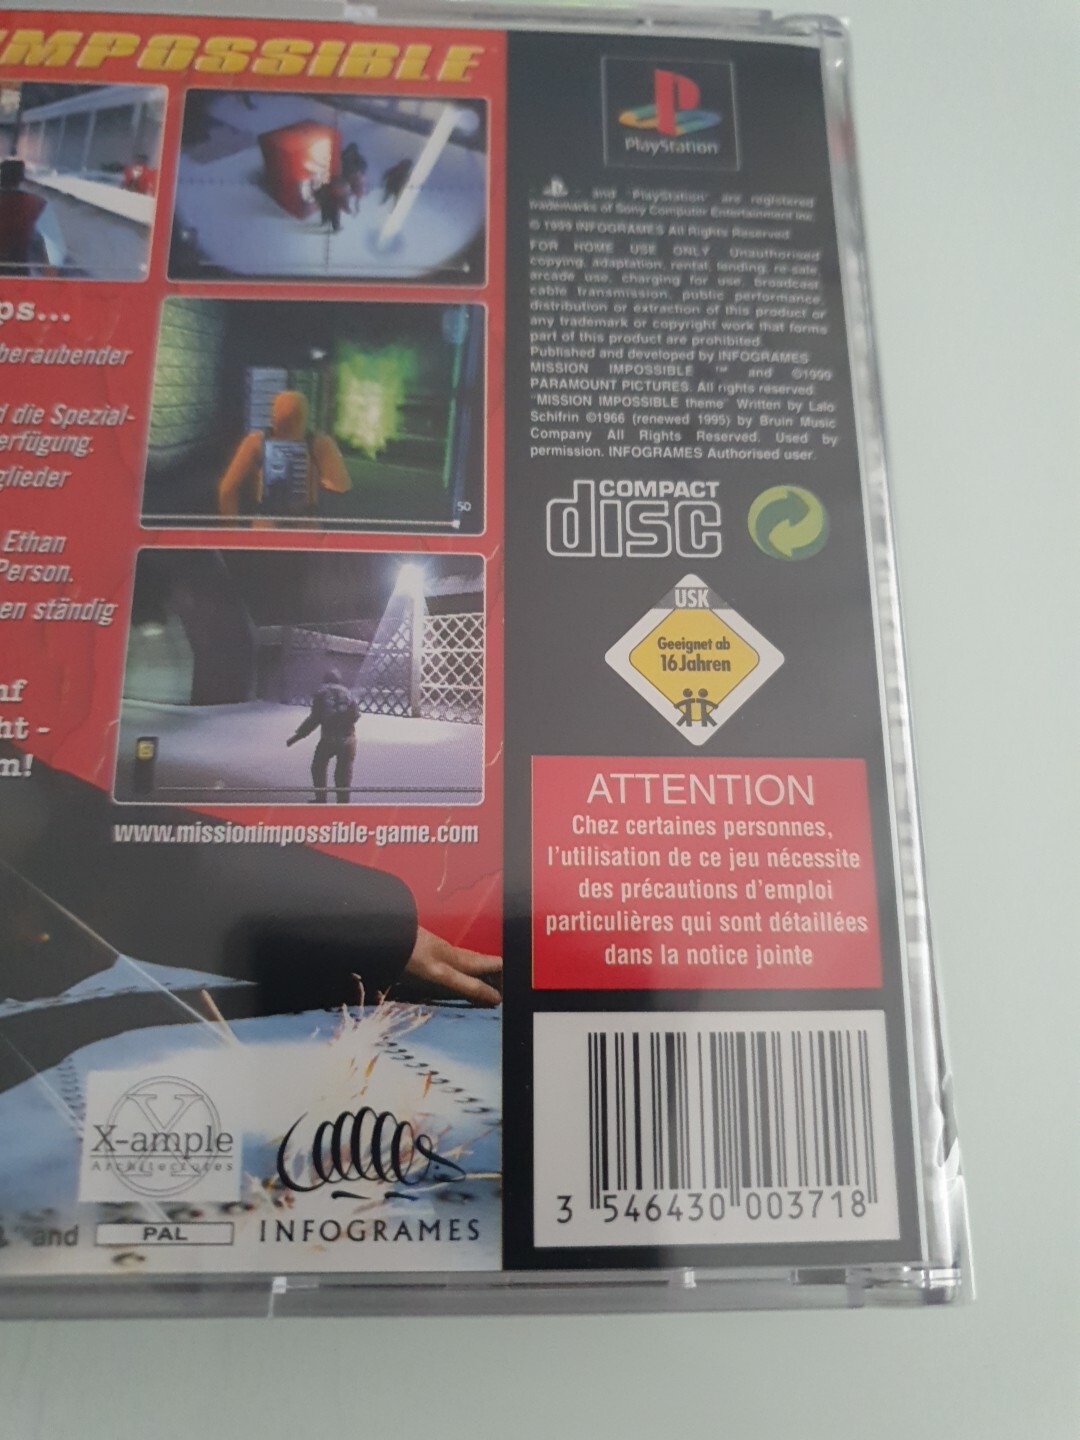 IMPOSSIBLE
ps...
beraubender
d die Spezial-
erfügung.
glieder
Ethan
Person.
en ständig
nf
ht -
m!
50
www.missionimpossible-game.com
X-ample
Architectures
and
PAL
INFOGRAMES
PlayStation
and "PlayStation" are registered
trademarks of Sony Computer Entertainment Inc.
© 1999 INFOGRAMES All Rights Reserved
FOR HOME USE ONLY Unauthorised
copying, adaptation, rental, lending, re-sale,
arcade use, charging for use, broadcast,
cable transmission, public performance,
distribution or extraction of this product or
any trademark or copyright work that forms
part of this product are prohibited.
Published and developed by INFOGRAMES
MISSION IMPOSSIBLE ™ and ©1999
PARAMOUNT PICTURES. All rights reserved.
"MISSION IMPOSSIBLE theme" Written by Lalo
Schifrin ©1966 (renewed 1995) by Bruin Music
Company All Rights Reserved. Used by
permission. INFOGRAMES Authorised user.
COMPACT
disc
USK
Geeignet ab
16 Jahren
ATTENTION
Chez certaines personnes,
l'utilisation de ce jeu nécessite
des précautions d'emploi
particulières qui sont détaillées
dans la notice jointe
3 546430 003718